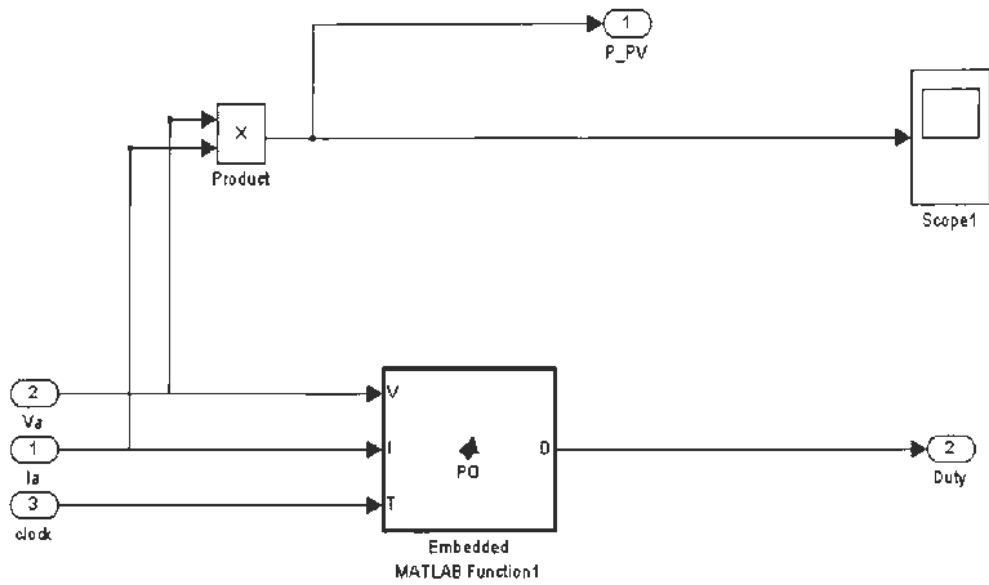 1
P_PV
×
Product
Scope1
2
Va
V
1
Ia
I
PO
D
2
Duty
3
clock
T
Embedded
MATLAB Function1